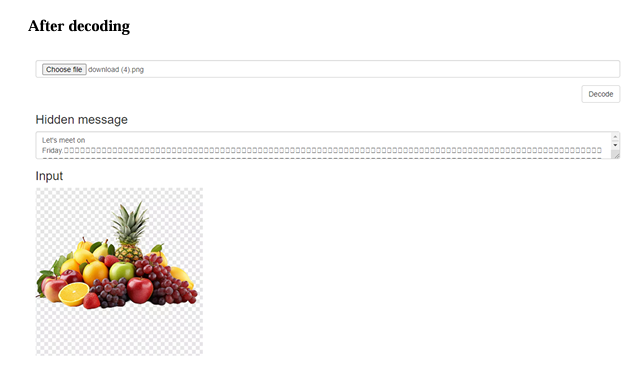 After decoding
Choose file download (4).png
Decode
Hidden message
Let's meet on
Friday
Input